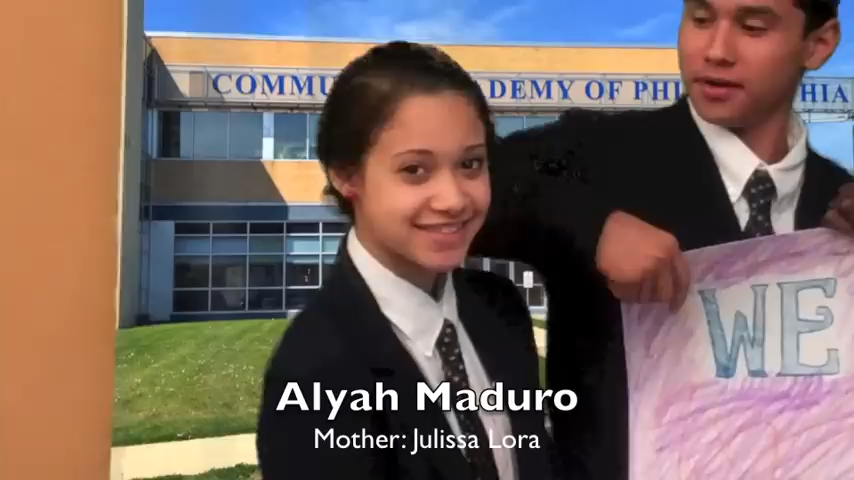 COMMU ADEMY OF PHI HIA
WE
Alyah Maduro
Mother: Julissa Lora